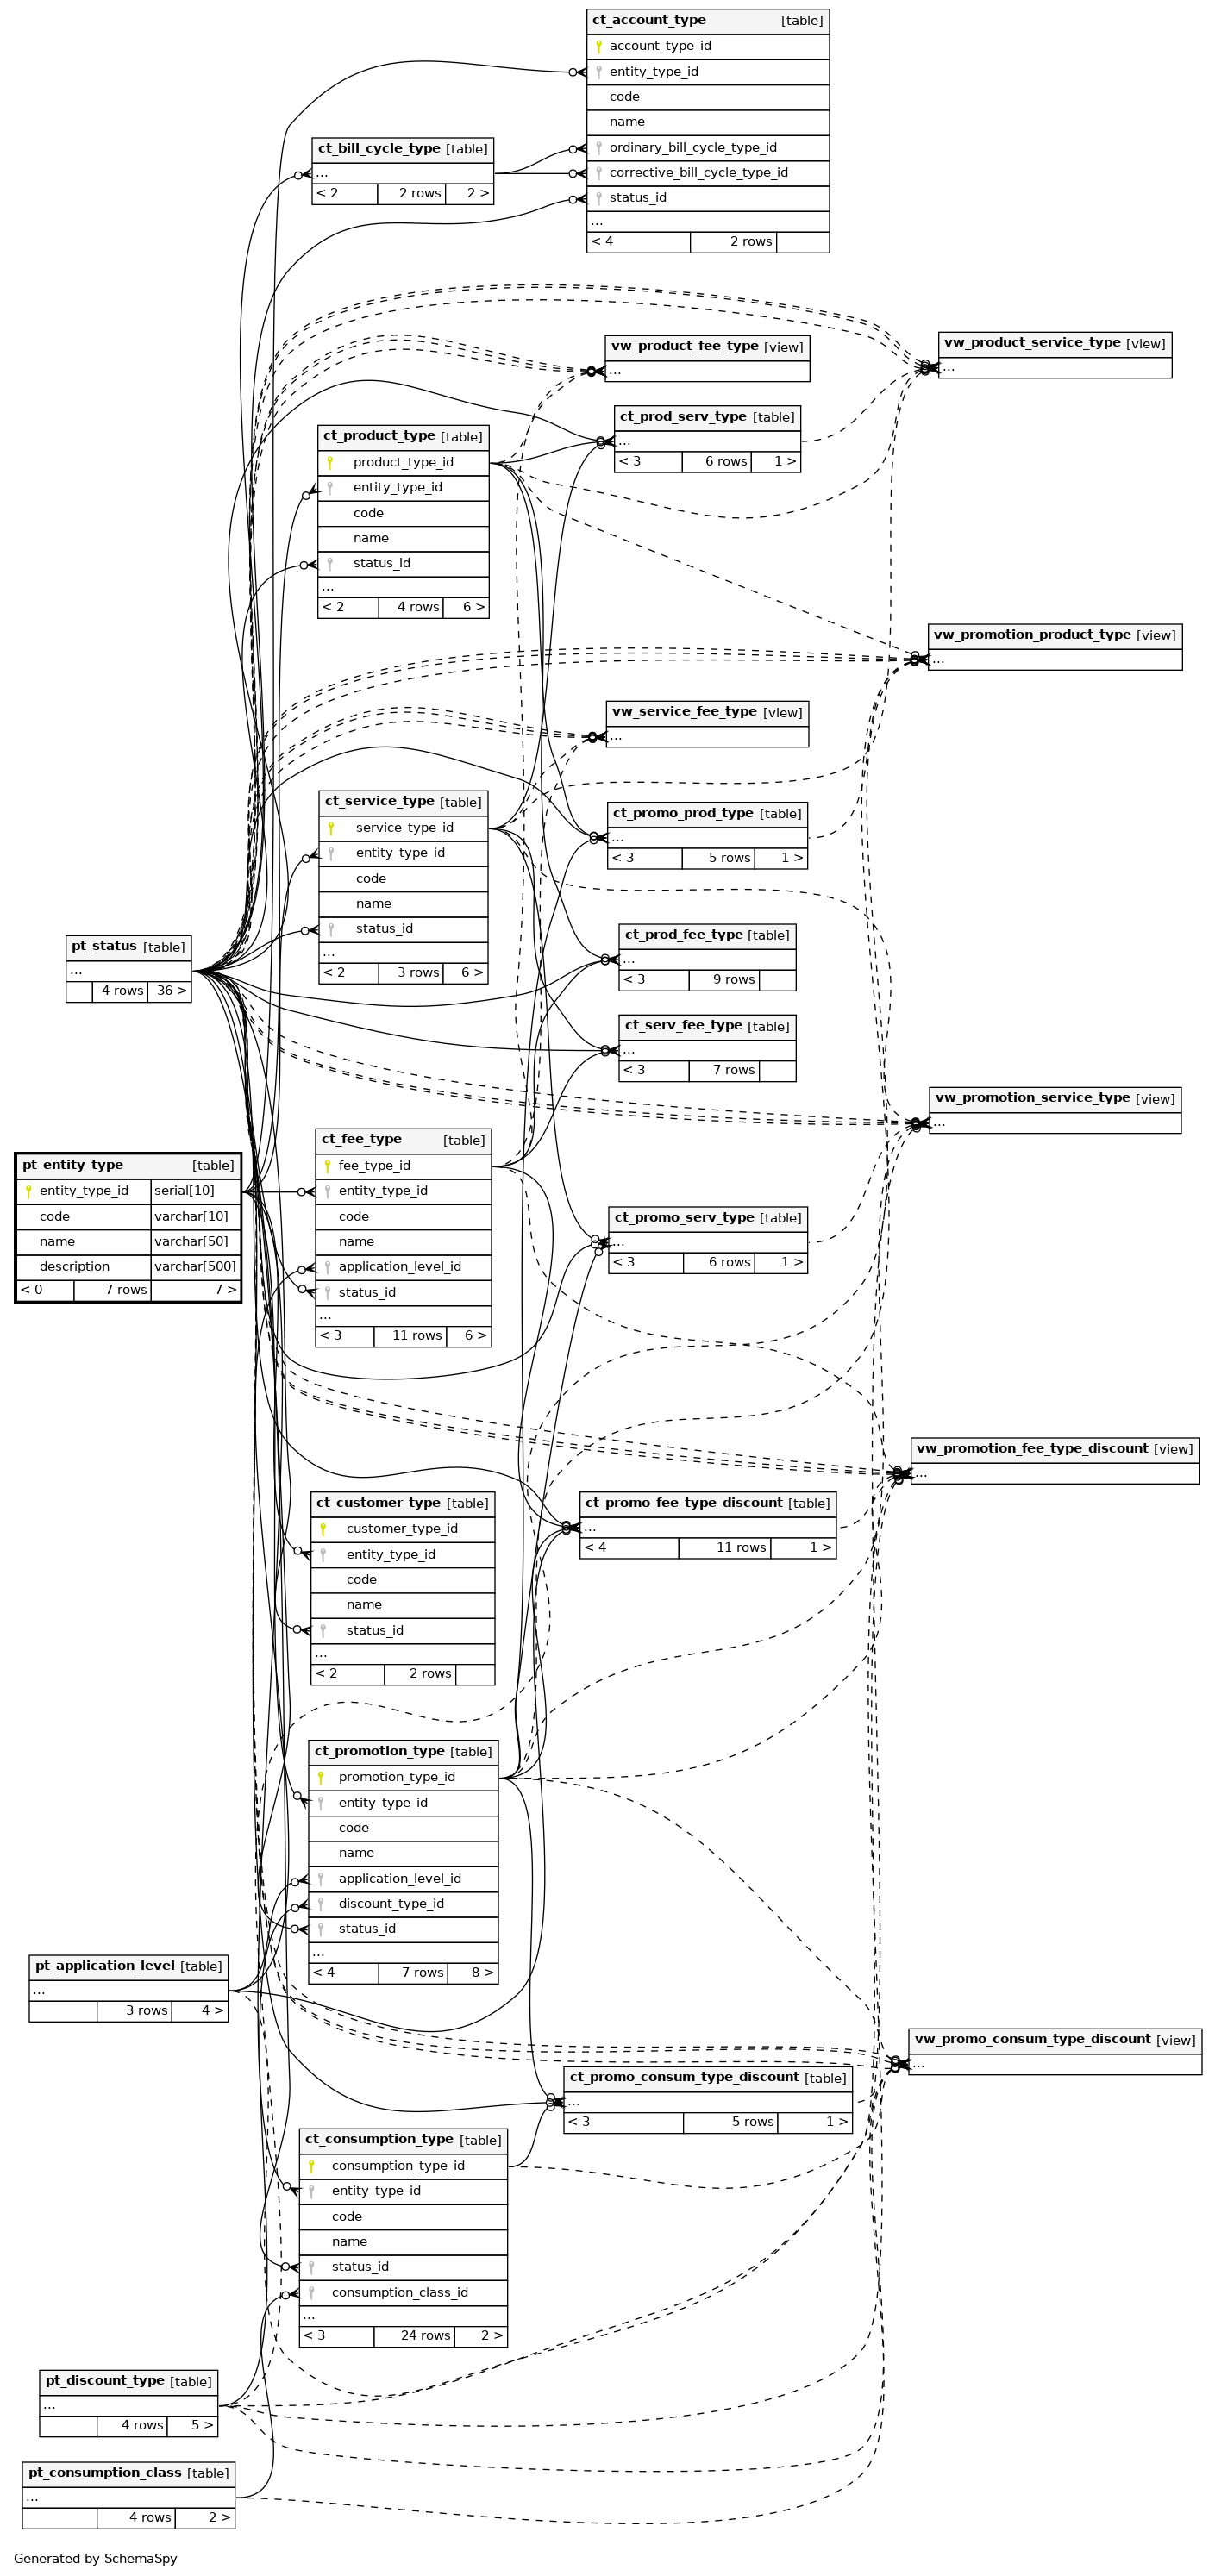 ct_account_type [table]
account_type_id
entity_type_id
code
name
ordinary_bill_cycle_type_id
corrective_bill_cycle_type_id
status_id
...
< 4 2 rows
ct_bill_cycle_type [table]
...
< 2 2 rows 2 >
vw_product_fee_type [view]
...
vw_product_service_type [view]
...
ct_prod_serv_type [table]
...
< 3 6 rows 1 >
ct_product_type [table]
product_type_id
entity_type_id
code
name
status_id
...
< 2 4 rows 6 >
vw_promotion_product_type [view]
...
vw_service_fee_type [view]
...
ct_service_type [table]
service_type_id
entity_type_id
code
name
status_id
...
< 2 3 rows 6 >
ct_promo_prod_type [table]
...
< 3 5 rows 1 >
pt_status [table]
...
4 rows 36 >
ct_prod_fee_type [table]
...
< 3 9 rows
ct_serv_fee_type [table]
...
< 3 7 rows
vw_promotion_service_type [view]
...
pt_entity_type [table]
entity_type_id serial[10]
code varchar[10]
name varchar[50]
description varchar[500]
< 0 7 rows 7 >
ct_fee_type [table]
fee_type_id
entity_type_id
code
name
application_level_id
status_id
...
< 3 11 rows 6 >
ct_promo_serv_type [table]
...
< 3 6 rows 1 >
vw_promotion_fee_type_discount [view]
...
ct_customer_type [table]
customer_type_id
entity_type_id
code
name
status_id
...
< 2 2 rows
ct_promo_fee_type_discount [table]
...
< 4 11 rows 1 >
ct_promotion_type [table]
promotion_type_id
entity_type_id
code
name
application_level_id
discount_type_id
status_id
...
< 4 7 rows 8 >
pt_application_level [table]
...
3 rows 4 >
vw_promo_consum_type_discount [view]
...
ct_promo_consum_type_discount [table]
...
< 3 5 rows 1 >
ct_consumption_type [table]
consumption_type_id
entity_type_id
code
name
status_id
consumption_class_id
...
< 3 24 rows 2 >
pt_discount_type [table]
...
4 rows 5 >
pt_consumption_class [table]
...
4 rows 2 >
Generated by SchemaSpy